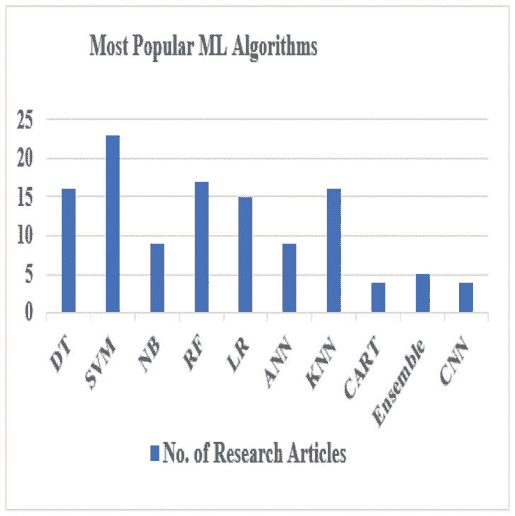 Most Popular ML Algorithms
25
20
15
10
5
0
DT
SVM
NB
RF
LR
ANN
KNN
CART
Ensemble
CNN
No. of Research Articles